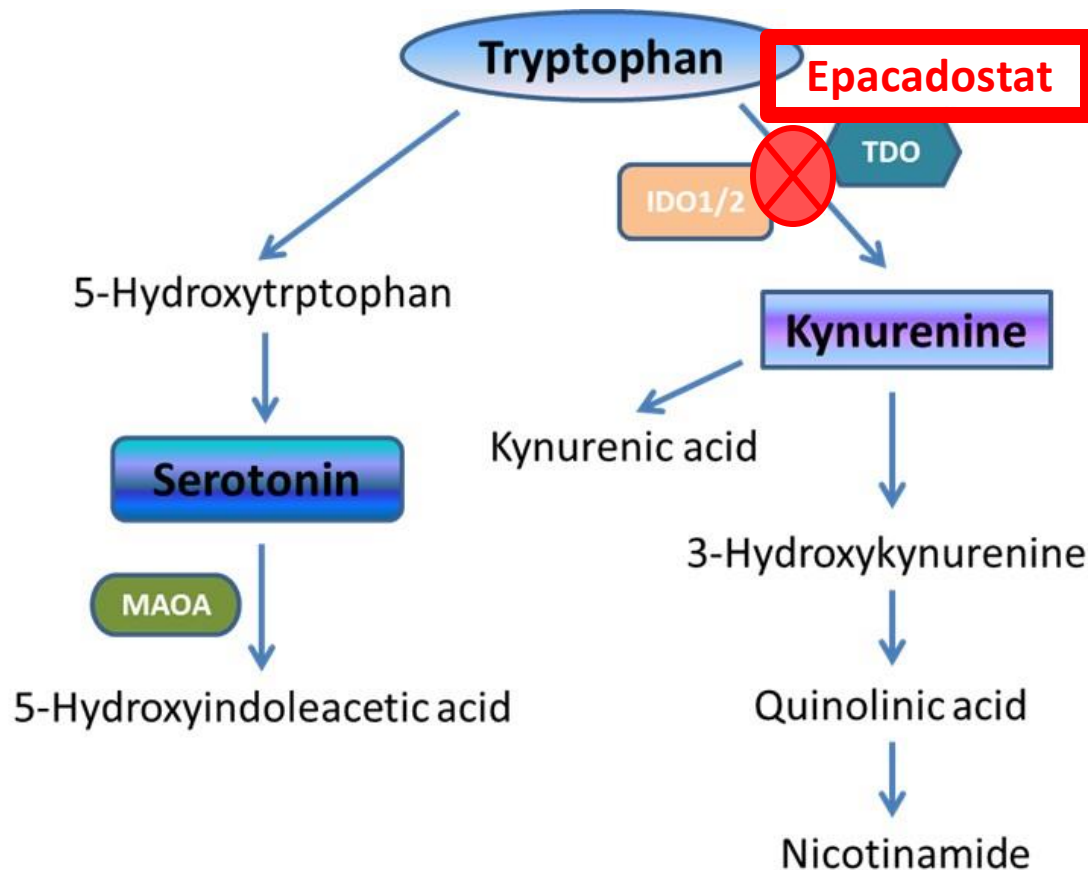 Tryptophan
Epacadostat
TDO
IDO1/2
5-Hydroxytrptophan
Kynurenine
Kynurenic acid
Serotonin
3-Hydroxykynurenine
MAOA
5-Hydroxyindoleacetic acid
Quinolinic acid
Nicotinamide